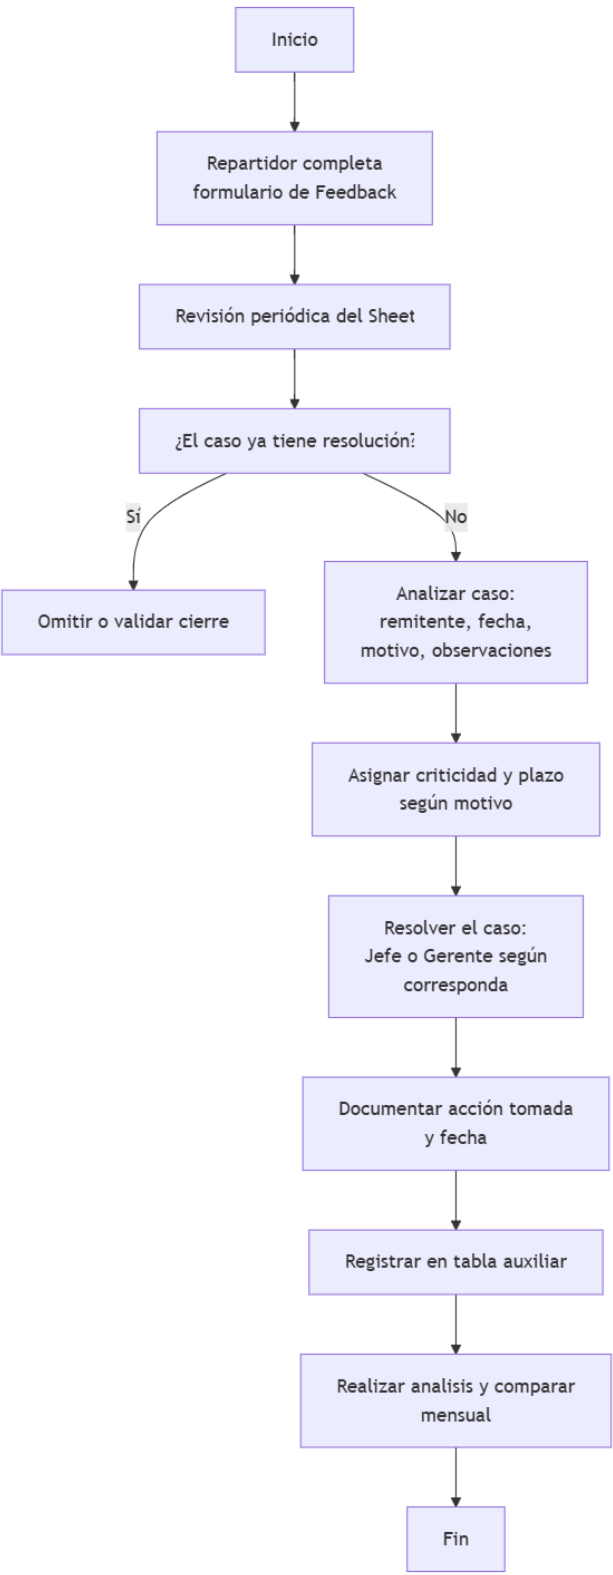 Inicio
Repartidor completa
formulario de Feedback
Revisión periódica del Sheet
¿El caso ya tiene resolución?
Sí
No
Omitir o validar cierre
Analizar caso:
remitente, fecha,
motivo, observaciones
Asignar criticidad y plazo
según motivo
Resolver el caso:
Jefe o Gerente según
corresponda
Documentar acción tomada
y fecha
Registrar en tabla auxiliar
Realizar analisis y comparar
mensual
Fin